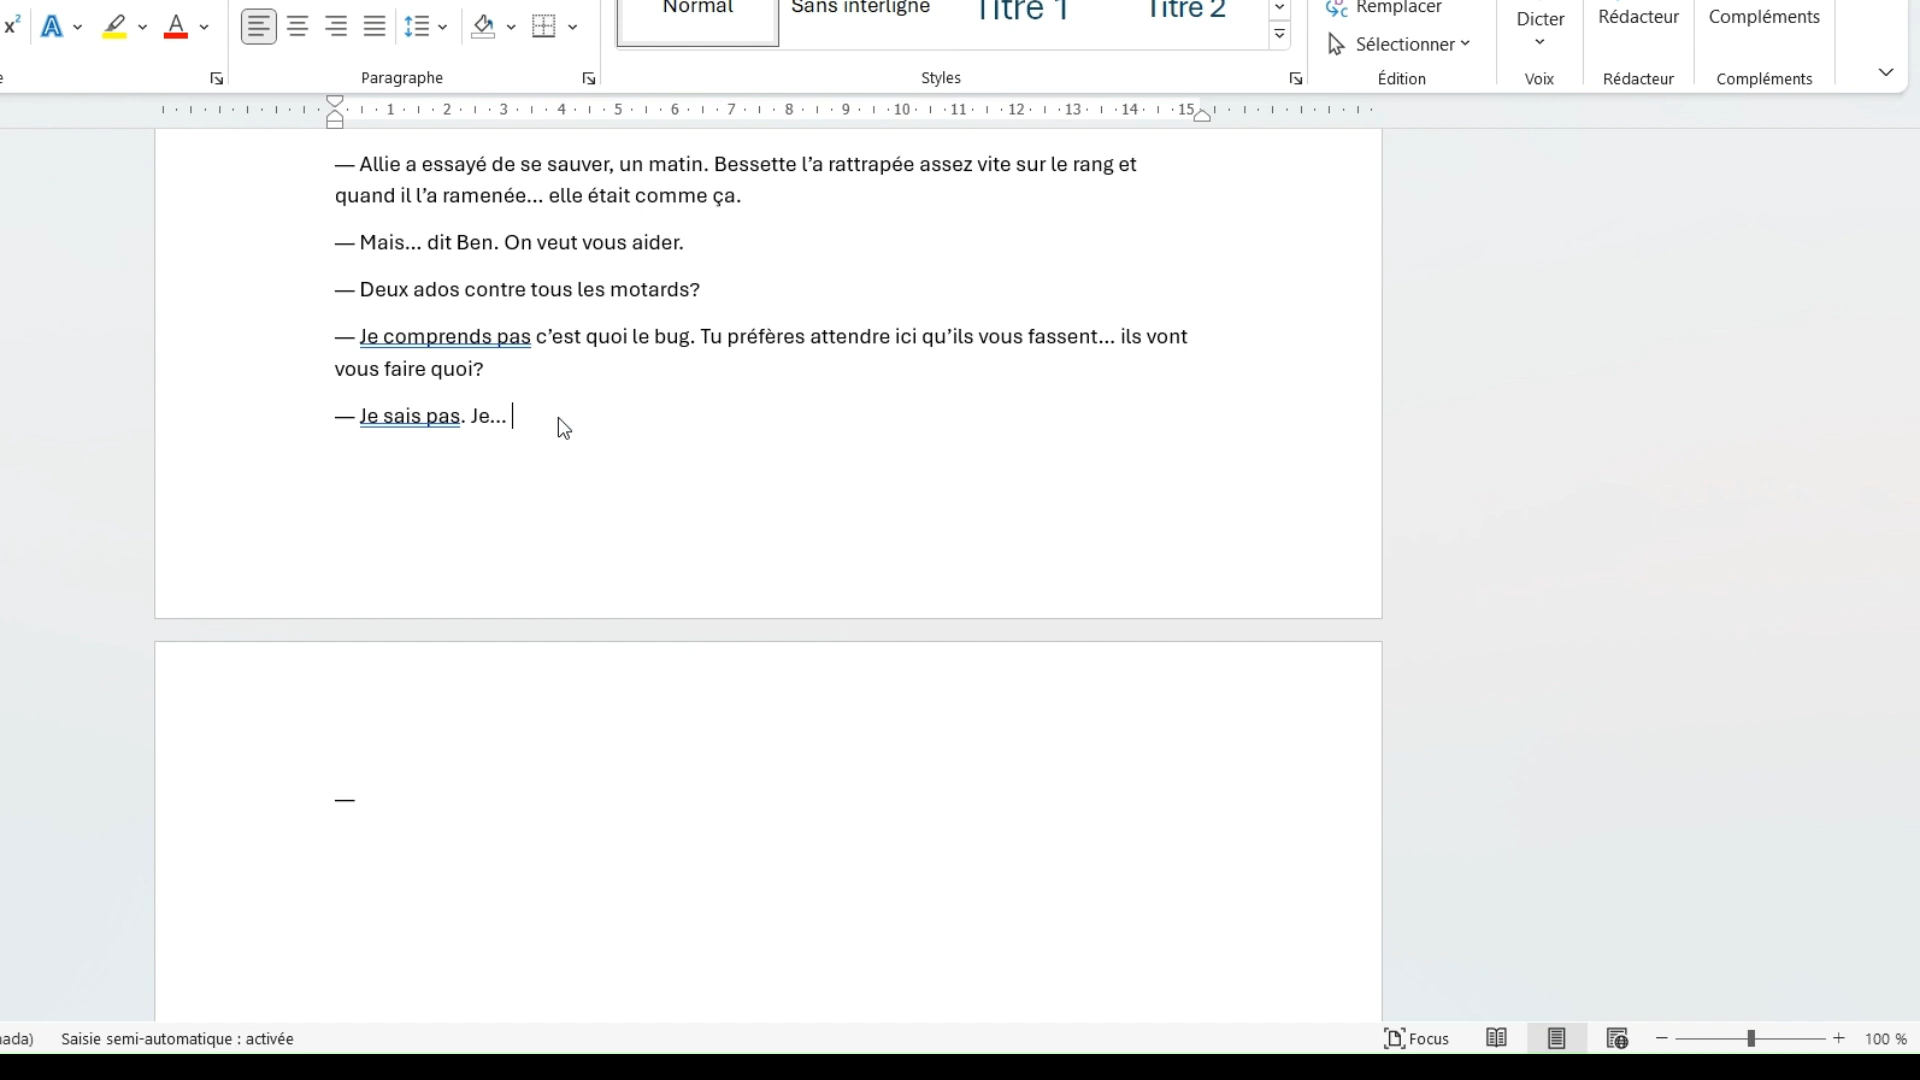 Normal
Sans interligne
Titre 1
Titre 2
Remplacer
Sélectionner
Dicter
Rédacteur
Compléments
Paragraphe
Styles
Édition
Voix
Rédacteur
Compléments
1 2 3 4 5 6 7 8 9 10 11 12 13 14 15
— Allie a essayé de se sauver, un matin. Bessette l’a rattrapée assez vite sur le rang et
quand il l’a ramenée… elle était comme ça.
— Mais… dit Ben. On veut vous aider.
— Deux ados contre tous les motards?
— Je comprends pas c’est quoi le bug. Tu préfères attendre ici qu’ils vous fassent… ils vont
vous faire quoi?
— Je sais pas. Je…
—
Saisie semi-automatique : activée
Focus
100 %